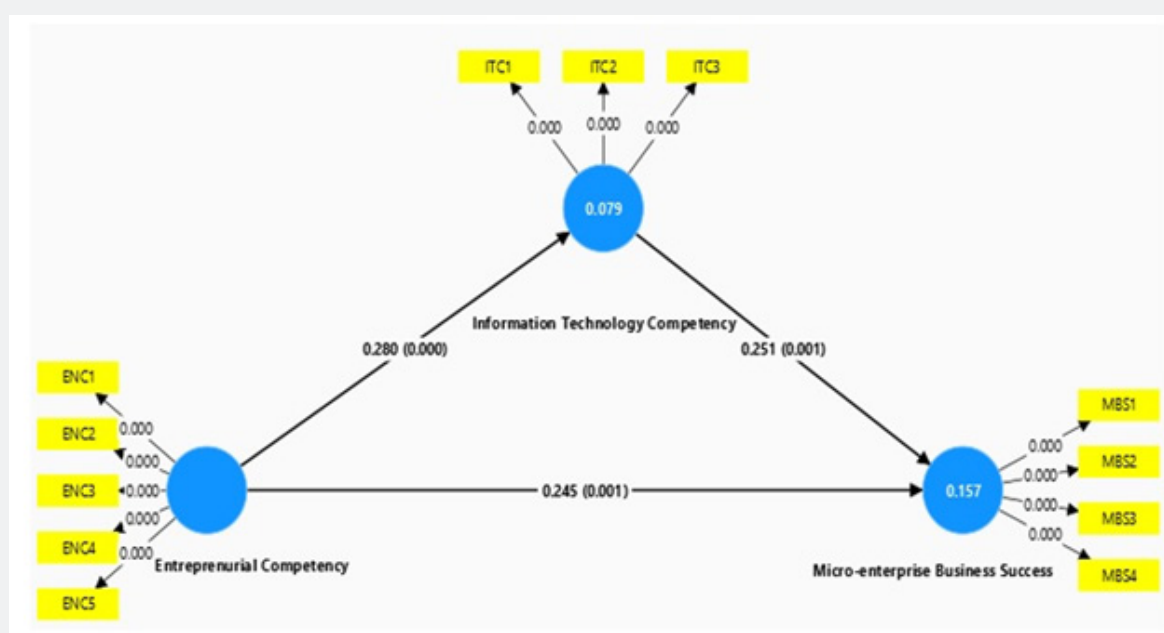 ITC1 ITC2 ITC3
0.000 0.000 0.000
0.079
Information Technology Competency
0.280 (0.000) 0.251 (0.001)
ENC1
0.000
ENC2
0.000
ENC3
0.000
ENC4
0.000
ENC5
0.000
Entreprenurial Competency
0.245 (0.001)
0.157
MBS1
0.000
MBS2
0.000
MBS3
0.000
MBS4
0.000
Micro-enterprise Business Success